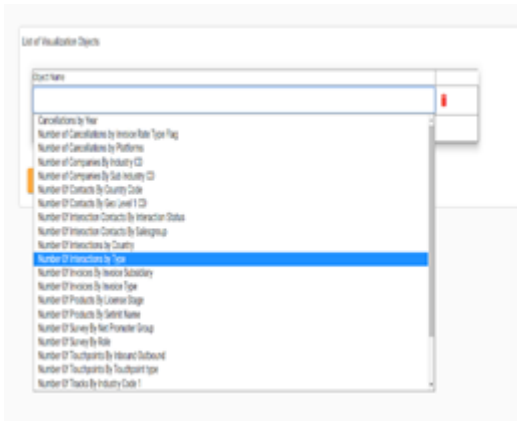 List of Visualization Objects
Object Name
Cancellations by Year
Number of Cancellations by Invoice Rate Type Flag
Number of Cancellations by Platforms
Number of Companies By Industry CD
Number of Companies By Sub Industry CD
Number Of Contacts By Country Code
Number Of Contacts By Geo Level 1 CD
Number Of Interaction Contacts By Interaction Status
Number Of Interaction Contacts By Salesgroup
Number Of Interactions by Country
Number Of Interactions by Type
Number Of Invoices By Invoice Subsidiary
Number Of Invoices By Invoice Type
Number Of Products By License Stage
Number Of Products By Setint Name
Number Of Survey By Net Promoter Group
Number Of Survey By Role
Number Of Touchpoints By Inbound Outbound
Number Of Touchpoints By Touchpoint type
Number Of Tracks By Industry Code 1